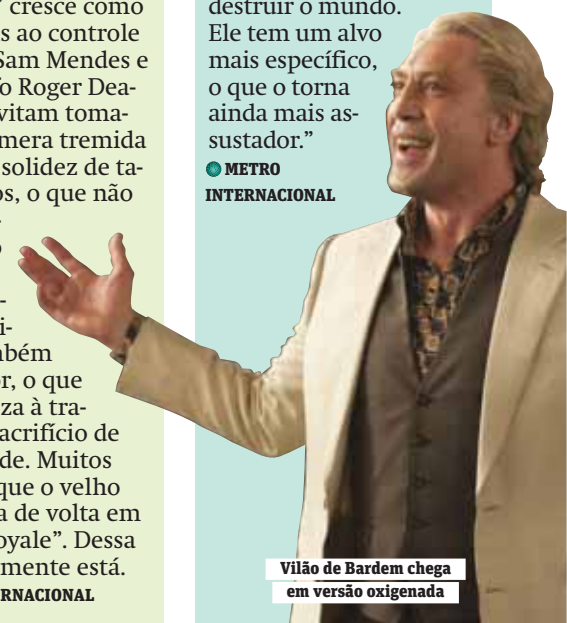 cresce como
s ao controle
Sam Mendes e
o Roger Dea-
vitam toma-
mera tremida
solidez de ta-
os, o que não
o
-
i-
mbém
or, o que
za à tra-
acrifício de
de. Muitos
que o velho
a de volta em
oyale”. Dessa
mente está.
RNACIONAL
destruir o mundo.
Ele tem um alvo
mais específico,
o que o torna
ainda mais as-
sustador.”
METRO
INTERNACIONAL
Vilão de Bardem chega
em versão oxigenada